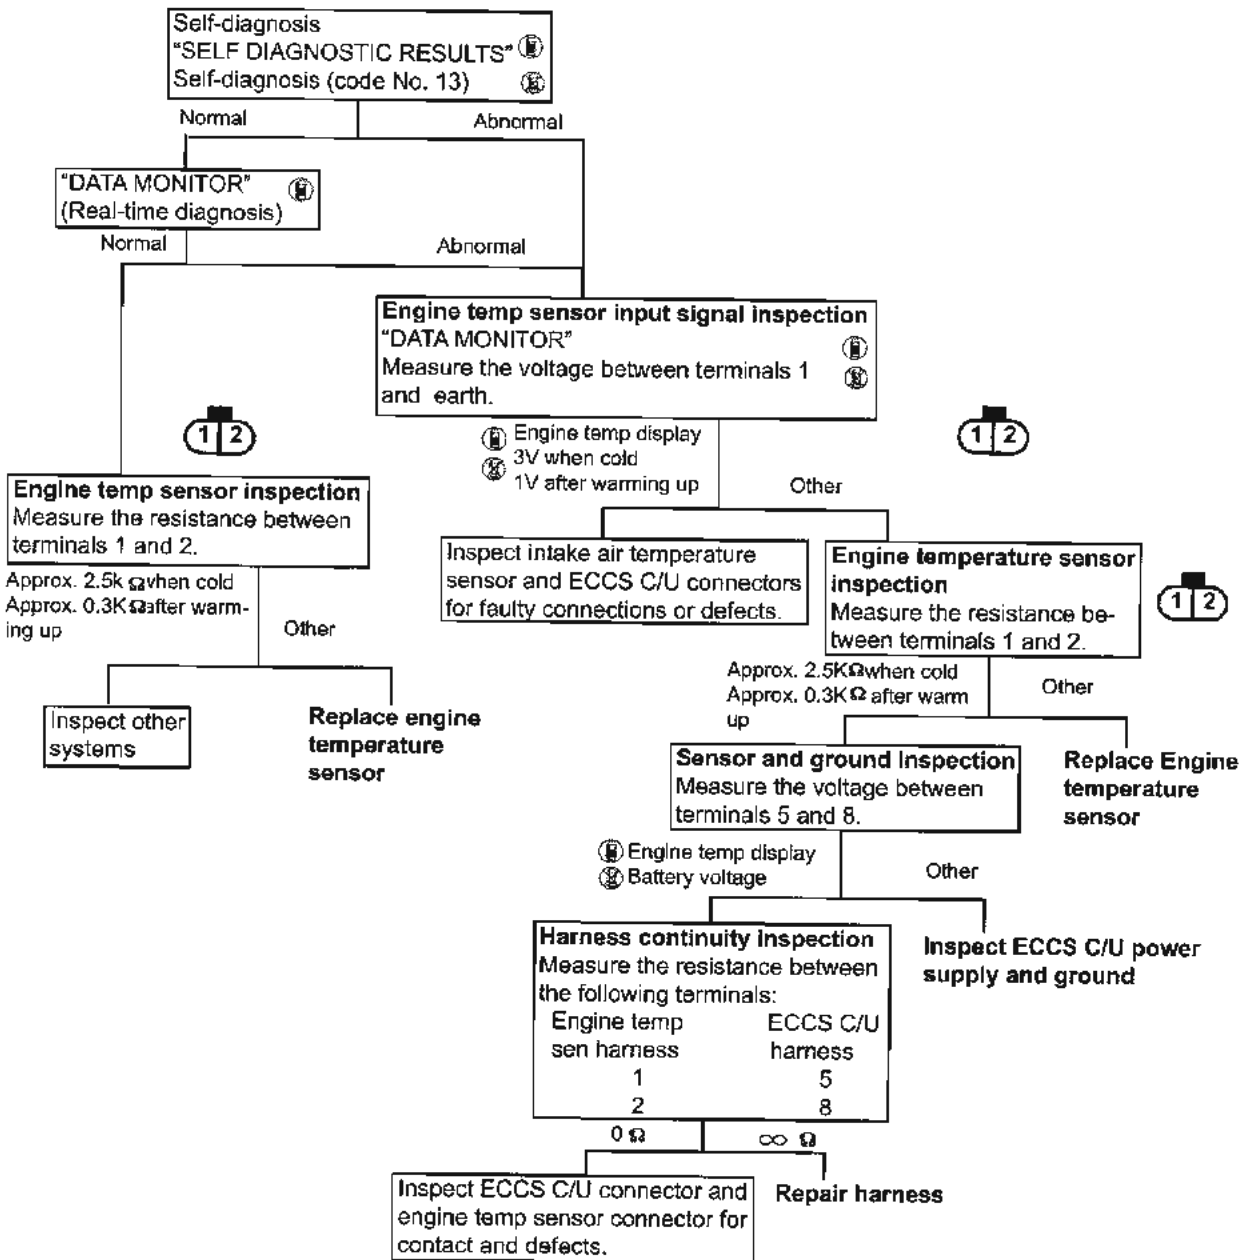 Self-diagnosis
"SELF DIAGNOSTIC RESULTS"
Self-diagnosis (code No. 13)
Normal
Abnormal
"DATA MONITOR"
(Real-time diagnosis)
Normal
Abnormal
Engine temp sensor input signal inspection
"DATA MONITOR"
Measure the voltage between terminals 1
and earth.
1 2
Engine temp display
3V when cold
1V after warming up
Other
1 2
Engine temp sensor inspection
Measure the resistance between
terminals 1 and 2.
Approx. 2.5k Ω when cold
Approx. 0.3KΩ after warm-
ing up
Other
Inspect other
systems
Replace engine
temperature
sensor
Inspect intake air temperature
sensor and ECCS C/U connectors
for faulty connections or defects.
Engine temperature sensor
inspection
Measure the resistance be-
tween terminals 1 and 2.
1 2
Approx. 2.5KΩ when cold
Approx. 0.3KΩ after warm
up
Other
Sensor and ground Inspection
Measure the voltage between
terminals 5 and 8.
Replace Engine
temperature
sensor
Engine temp display
Battery voltage
Other
Harness continuity inspection
Measure the resistance between
the following terminals:
Engine temp ECCS C/U
sen harness harness
1 5
2 8
Inspect ECCS C/U power
supply and ground
0 Ω
∞ Ω
Inspect ECCS C/U connector and
engine temp sensor connector for
contact and defects.
Repair harness